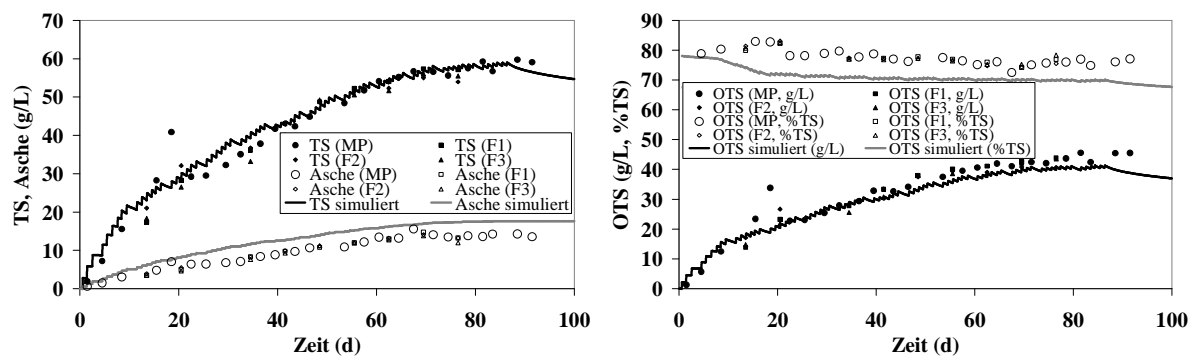 70
60
50
40
30
20
10
0
TS, Asche (g/L)
TS (MP) TS (F1)
TS (F2) TS (F3)
Asche (MP) Asche (F1)
Asche (F2) Asche (F3)
TS simuliert Asche simuliert
0 20 40 60 80 100
Zeit (d)
90
80
70
60
50
40
30
20
10
0
OTS (g/L, %TS)
OTS (MP, g/L) OTS (F1, g/L)
OTS (F2, g/L) OTS (F3, g/L)
OTS (MP, %TS) OTS (F1, %TS)
OTS (F2, %TS) OTS (F3, %TS)
OTS simuliert (g/L) OTS simuliert (%TS)
0 20 40 60 80 100
Zeit (d)